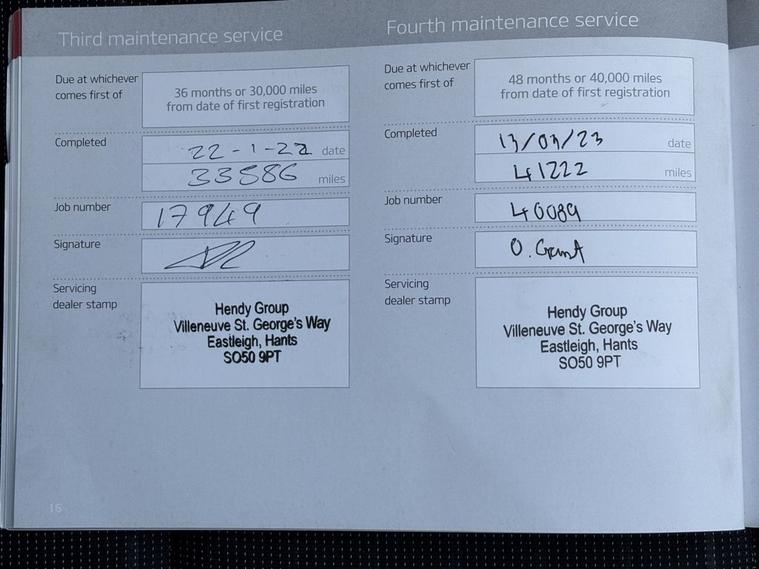 Third maintenance service
Due at whichever
comes first of
36 months or 30,000 miles
from date of first registration
Completed
22-1-22 date
33586 miles
Job number
17949
Signature
Servicing
dealer stamp
Hendy Group
Villeneuve St. George's Way
Eastleigh, Hants
SO50 9PT
16
Fourth maintenance service
Due at whichever
comes first of
48 months or 40,000 miles
from date of first registration
Completed
13/03/23 date
41222 miles
Job number
40089
Signature
O. Grant
Servicing
dealer stamp
Hendy Group
Villeneuve St. George's Way
Eastleigh, Hants
SO50 9PT